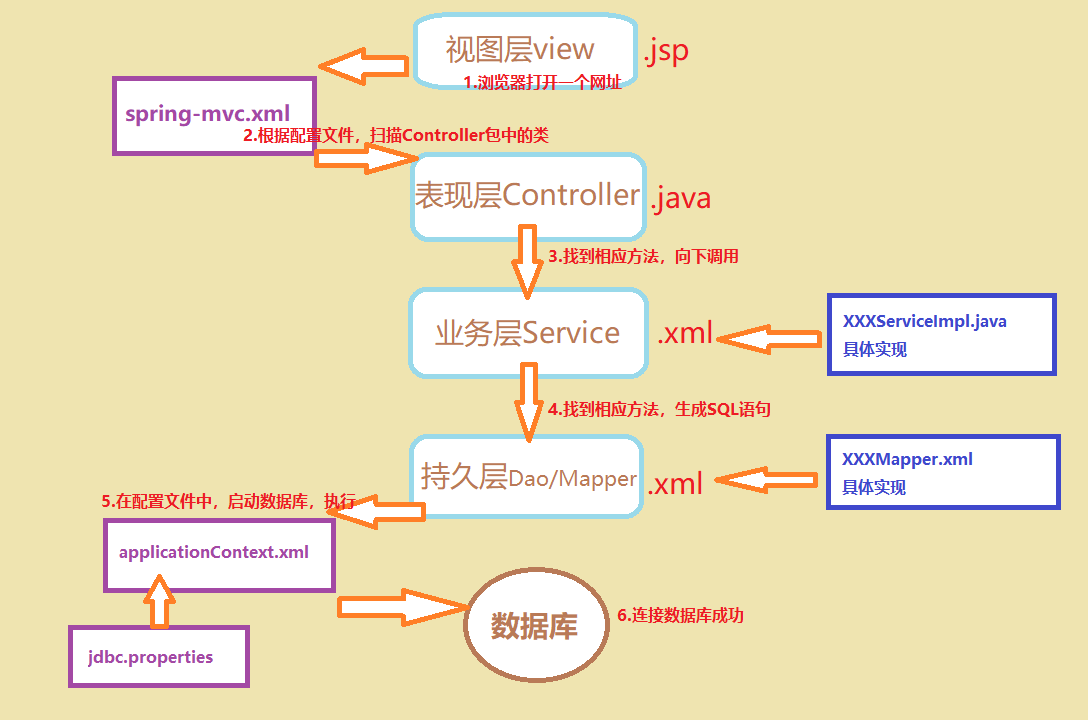 视图层view
.jsp
1.浏览器打开一个网址
spring-mvc.xml
2.根据配置文件，扫描Controller包中的类
表现层Controller
.java
3.找到相应方法，向下调用
业务层Service
.xml
XXXServiceImpl.java
具体实现
4.找到相应方法，生成SQL语句
持久层Dao/Mapper
.xml
XXXMapper.xml
具体实现
5.在配置文件中，启动数据库，执行
applicationContext.xml
数据库
6.连接数据库成功
jdbc.properties